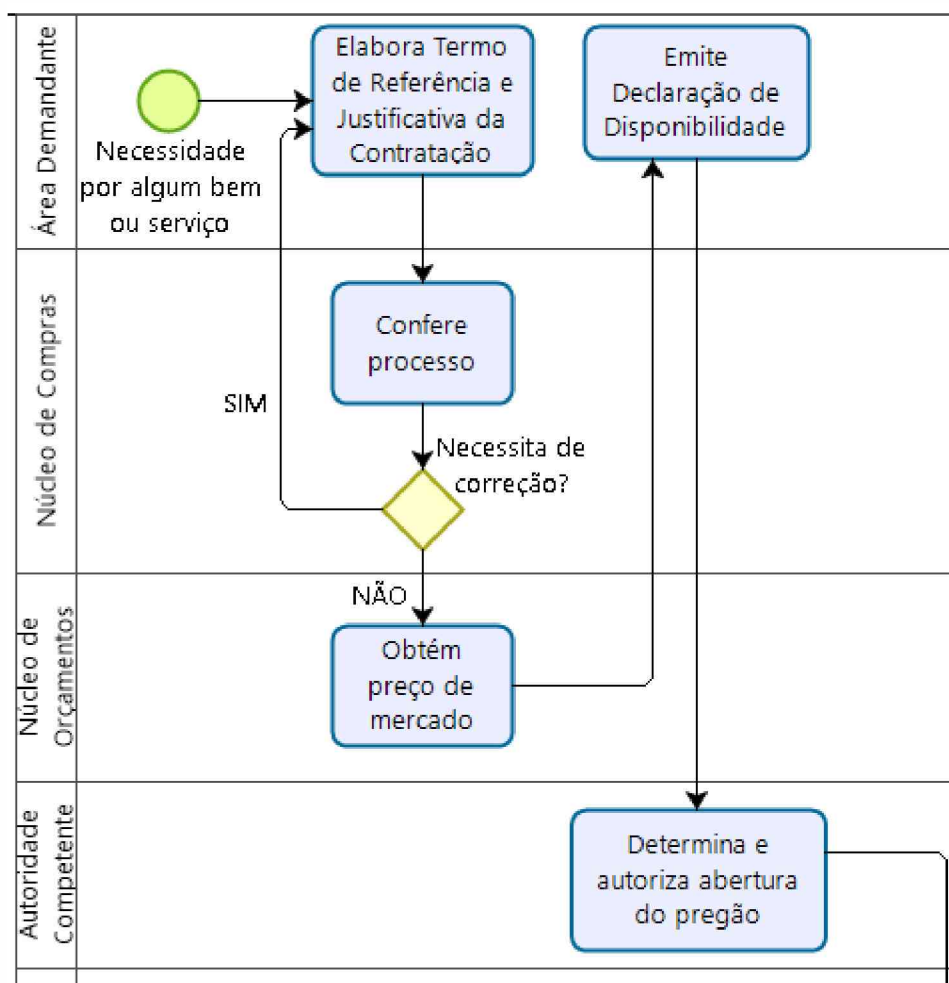 Área Demandante
Necessidade
por algum bem
ou serviço
Elabora Termo
de Referência e
Justificativa da
Contratação
Emite
Declaração de
Disponibilidade
Núcleo de Compras
Confere
processo
SIM
Necessita de
correção?
Núcleo de
Orçamentos
NÃO
Obtém
preço de
mercado
Autoridade
Competente
Determina e
autoriza abertura
do pregão